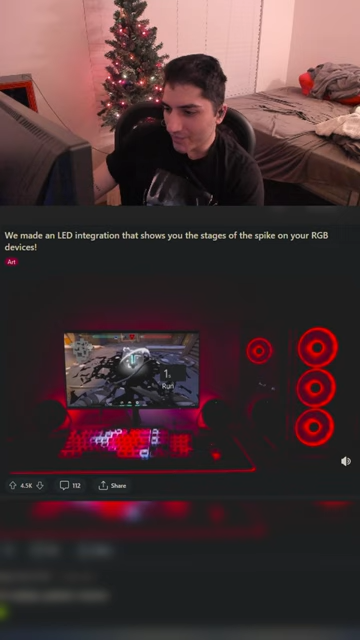 We made an LED integration that shows you the stages of the spike on your RGB
devices!
Art
1
Run
4.5K
112
Share